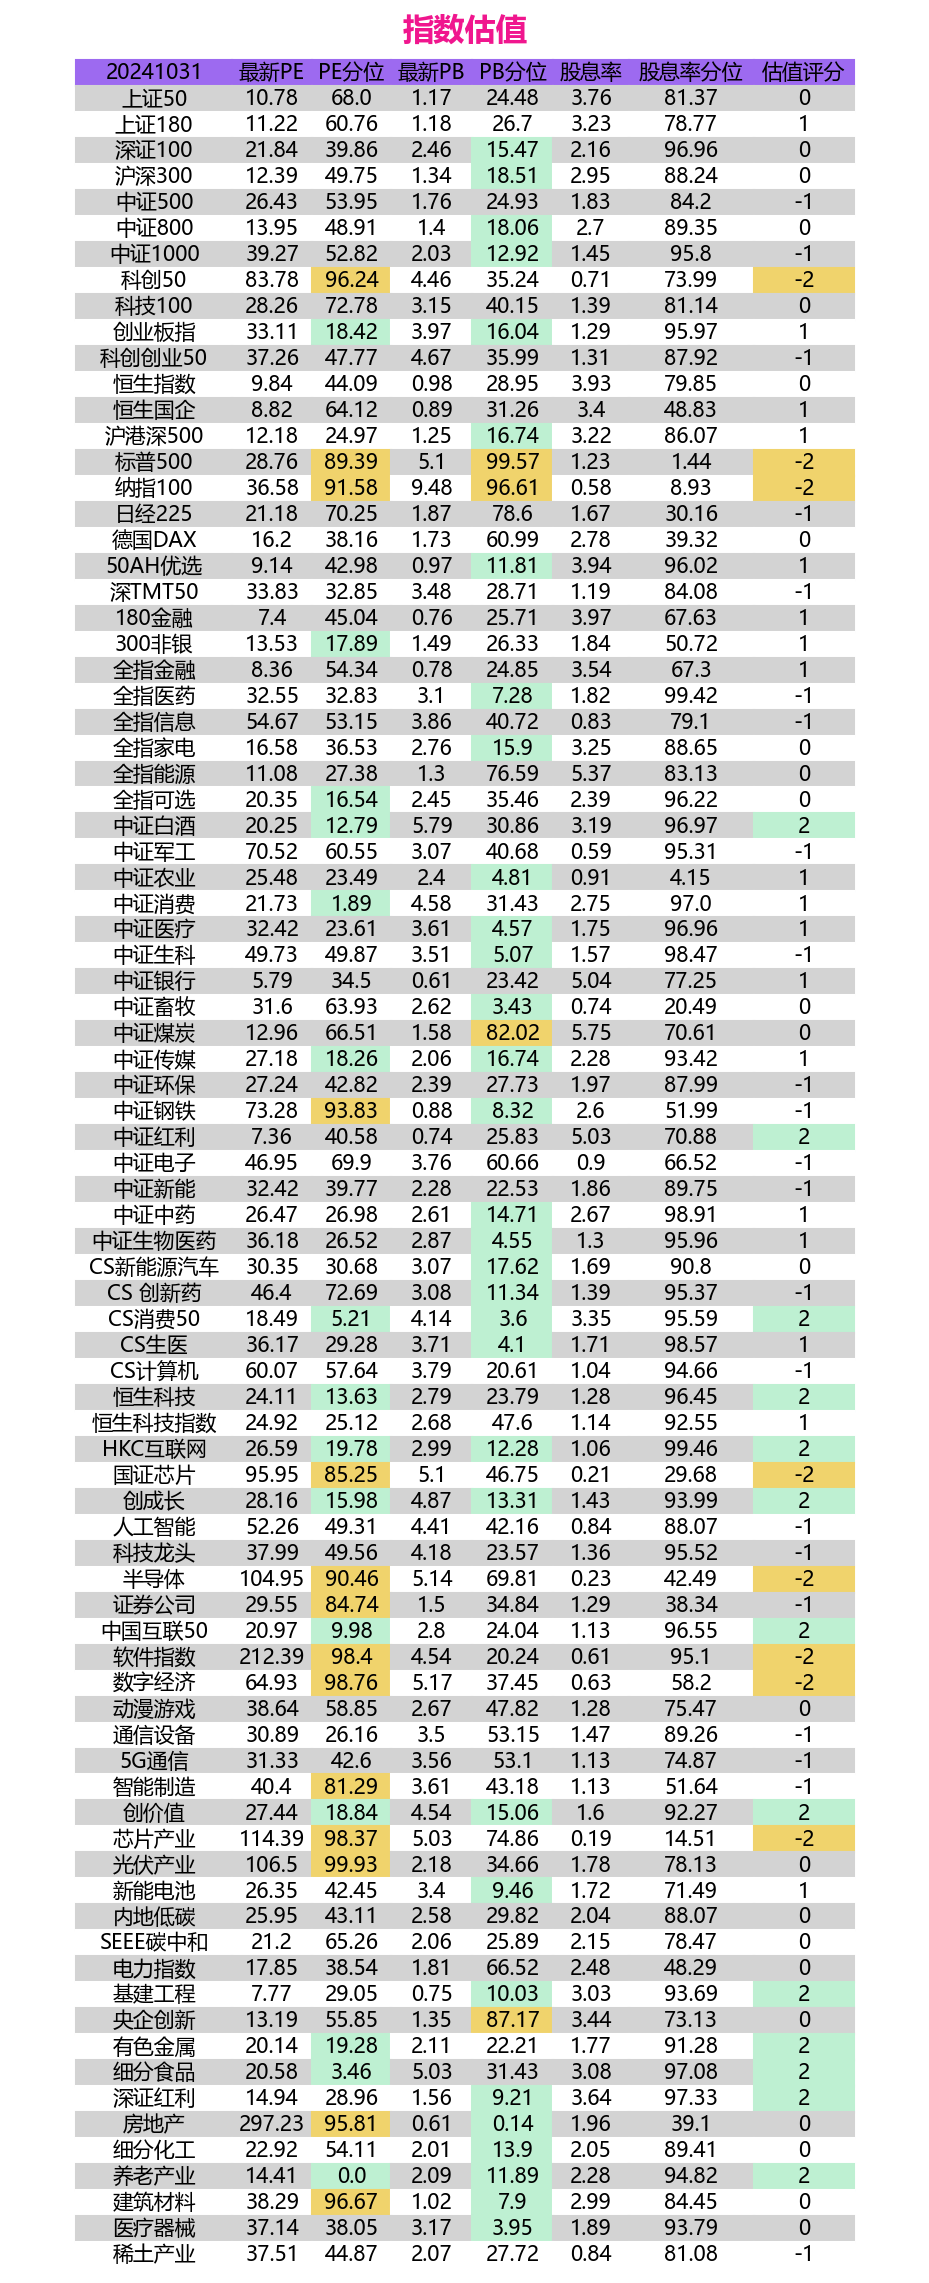 指数估值
20241031 最新PE PE分位 最新PB PB分位 股息率 股息率分位 估值评分
上证50 10.78 68.0 1.17 24.48 3.76 81.37 0
上证180 11.22 60.76 1.18 26.7 3.23 78.77 1
深证100 21.84 39.86 2.46 15.47 2.16 96.96 0
沪深300 12.39 49.75 1.34 18.51 2.95 88.24 0
中证500 26.43 53.95 1.76 24.93 1.83 84.2 -1
中证800 13.95 48.91 1.4 18.06 2.7 89.35 0
中证1000 39.27 52.82 2.03 12.92 1.45 95.8 -1
科创50 83.78 96.24 4.46 35.24 0.71 73.99 -2
科技100 28.26 72.78 3.15 40.15 1.39 81.14 0
创业板指 33.11 18.42 3.97 16.04 1.29 95.97 1
科创创业50 37.26 47.77 4.67 35.99 1.31 87.92 -1
恒生指数 9.84 44.09 0.98 28.95 3.93 79.85 0
恒生国企 8.82 64.12 0.89 31.26 3.4 48.83 1
沪港深500 12.18 24.97 1.25 16.74 3.22 86.07 1
标普500 28.76 89.39 5.1 99.57 1.23 1.44 -2
纳指100 36.58 91.58 9.48 96.61 0.58 8.93 -2
日经225 21.18 70.25 1.87 78.6 1.67 30.16 -1
德国DAX 16.2 38.16 1.73 60.99 2.78 39.32 0
50AH优选 9.14 42.98 0.97 11.81 3.94 96.02 1
深TMT50 33.83 32.85 3.48 28.71 1.19 84.08 -1
180金融 7.4 45.04 0.76 25.71 3.97 67.63 1
300非银 13.53 17.89 1.49 26.33 1.84 50.72 1
全指金融 8.36 54.34 0.78 24.85 3.54 67.3 1
全指医药 32.55 32.83 3.1 7.28 1.82 99.42 -1
全指信息 54.67 53.15 3.86 40.72 0.83 79.1 -1
全指家电 16.58 36.53 2.76 15.9 3.25 88.65 0
全指能源 11.08 27.38 1.3 76.59 5.37 83.13 0
全指可选 20.35 16.54 2.45 35.46 2.39 96.22 0
中证白酒 20.25 12.79 5.79 30.86 3.19 96.97 2
中证军工 70.52 60.55 3.07 40.68 0.59 95.31 -1
中证农业 25.48 23.49 2.4 4.81 0.91 4.15 1
中证消费 21.73 1.89 4.58 31.43 2.75 97.0 1
中证医疗 32.42 23.61 3.61 4.57 1.75 96.96 1
中证生科 49.73 49.87 3.51 5.07 1.57 98.47 -1
中证银行 5.79 34.5 0.61 23.42 5.04 77.25 1
中证畜牧 31.6 63.93 2.62 3.43 0.74 20.49 0
中证煤炭 12.96 66.51 1.58 82.02 5.75 70.61 0
中证传媒 27.18 18.26 2.06 16.74 2.28 93.42 1
中证环保 27.24 42.82 2.39 27.73 1.97 87.99 -1
中证钢铁 73.28 93.83 0.88 8.32 2.6 51.99 -1
中证红利 7.36 40.58 0.74 25.83 5.03 70.88 2
中证电子 46.95 69.9 3.76 60.66 0.9 66.52 -1
中证新能 32.42 39.77 2.28 22.53 1.86 89.75 -1
中证中药 26.47 26.98 2.61 14.71 2.67 98.91 1
中证生物医药 36.18 26.52 2.87 4.55 1.3 95.96 1
CS新能源汽车 30.35 30.68 3.07 17.62 1.69 90.8 0
CS 创新药 46.4 72.69 3.08 11.34 1.39 95.37 -1
CS消费50 18.49 5.21 4.14 3.6 3.35 95.59 2
CS生医 36.17 29.28 3.71 4.1 1.71 98.57 1
CS计算机 60.07 57.64 3.79 20.61 1.04 94.66 -1
恒生科技 24.11 13.63 2.79 23.79 1.28 96.45 2
恒生科技指数 24.92 25.12 2.68 47.6 1.14 92.55 1
HKC互联网 26.59 19.78 2.99 12.28 1.06 99.46 2
国证芯片 95.95 85.25 5.1 46.75 0.21 29.68 -2
创成长 28.16 15.98 4.87 13.31 1.43 93.99 2
人工智能 52.26 49.31 4.41 42.16 0.84 88.07 -1
科技龙头 37.99 49.56 4.18 23.57 1.36 95.52 -1
半导体 104.95 90.46 5.14 69.81 0.23 42.49 -2
证券公司 29.55 84.74 1.5 34.84 1.29 38.34 -1
中国互联50 20.97 9.98 2.8 24.04 1.13 96.55 2
软件指数 212.39 98.4 4.54 20.24 0.61 95.1 -2
数字经济 64.93 98.76 5.17 37.45 0.63 58.2 -2
动漫游戏 38.64 58.85 2.67 47.82 1.28 75.47 0
通信设备 30.89 26.16 3.5 53.15 1.47 89.26 -1
5G通信 31.33 42.6 3.56 53.1 1.13 74.87 -1
智能制造 40.4 81.29 3.61 43.18 1.13 51.64 -1
创价值 27.44 18.84 4.54 15.06 1.6 92.27 2
芯片产业 114.39 98.37 5.03 74.86 0.19 14.51 -2
光伏产业 106.5 99.93 2.18 34.66 1.78 78.13 0
新能电池 26.35 42.45 3.4 9.46 1.72 71.49 1
内地低碳 25.95 43.11 2.58 29.82 2.04 88.07 0
SEEE碳中和 21.2 65.26 2.06 25.89 2.15 78.47 0
电力指数 17.85 38.54 1.81 66.52 2.48 48.29 0
基建工程 7.77 29.05 0.75 10.03 3.03 93.69 2
央企创新 13.19 55.85 1.35 87.17 3.44 73.13 0
有色金属 20.14 19.28 2.11 22.21 1.77 91.28 2
细分食品 20.58 3.46 5.03 31.43 3.08 97.08 2
深证红利 14.94 28.96 1.56 9.21 3.64 97.33 2
房地产 297.23 95.81 0.61 0.14 1.96 39.1 0
细分化工 22.92 54.11 2.01 13.9 2.05 89.41 0
养老产业 14.41 0.0 2.09 11.89 2.28 94.82 2
建筑材料 38.29 96.67 1.02 7.9 2.99 84.45 0
医疗器械 37.14 38.05 3.17 3.95 1.89 93.79 0
稀土产业 37.51 44.87 2.07 27.72 0.84 81.08 -1